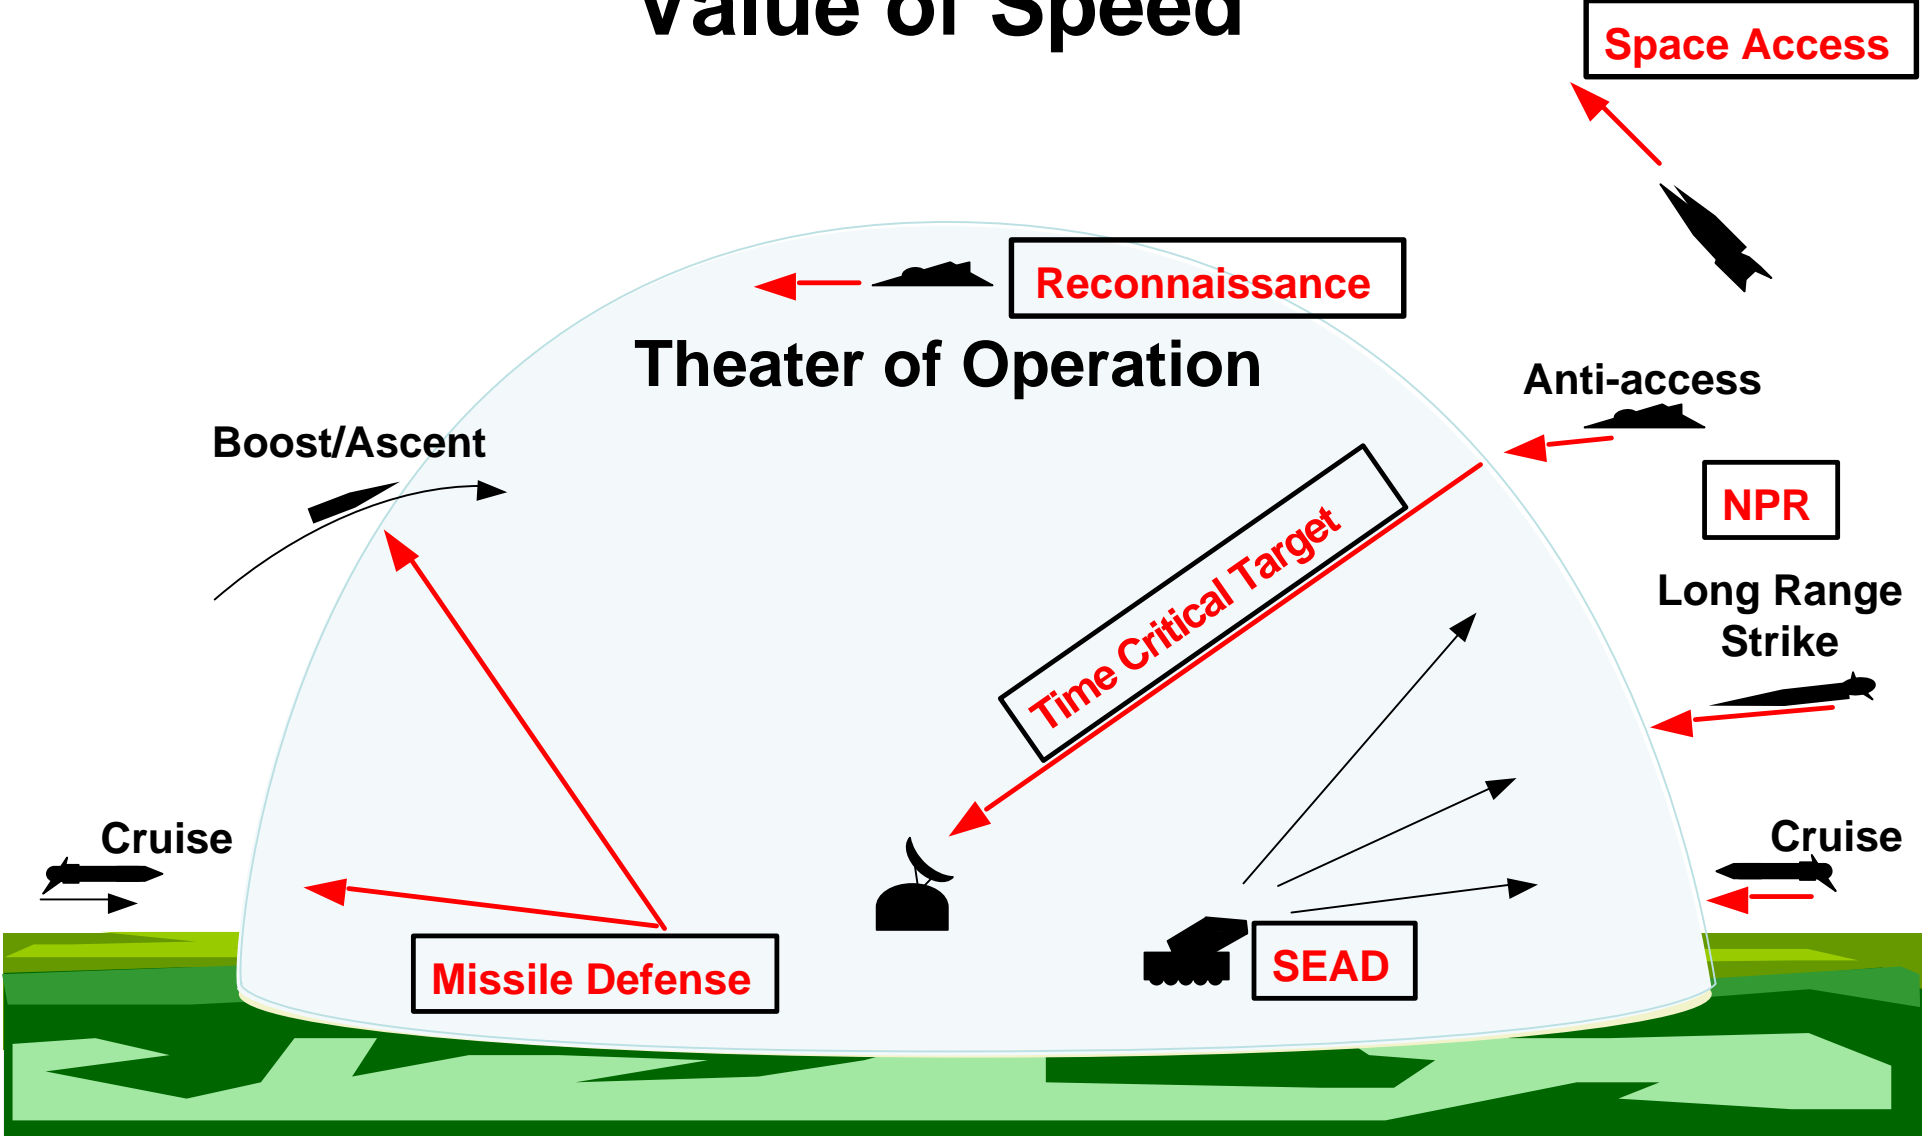 Value of Speed
Space Access
Reconnaissance
Theater of Operation
Anti-access
Boost/Ascent
NPR
Time Critical Target
Long Range
Strike
Cruise
Cruise
Missile Defense
SEAD